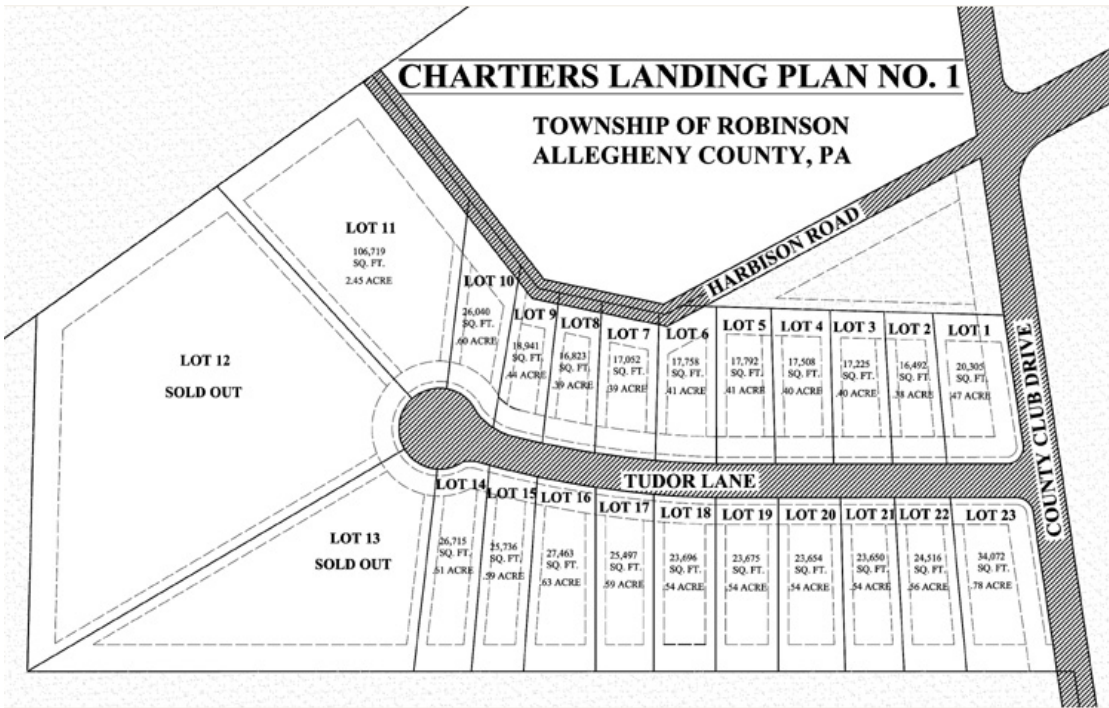 CHARTIERS LANDING PLAN NO. 1
TOWNSHIP OF ROBINSON
ALLEGHENY COUNTY, PA
HARBISON ROAD
COUNTY CLUB DRIVE
TUDOR LANE
LOT 11
106,719
SQ. FT.
2.45 ACRE
LOT 12
SOLD OUT
LOT 10
26,040
SQ. FT.
.60 ACRE
LOT 9
18,941
SQ. FT.
.44 ACRE
LOT8
16,823
SQ. FT.
.39 ACRE
LOT 7
17,052
SQ. FT.
.39 ACRE
LOT 6
17,758
SQ. FT.
.41 ACRE
LOT 5
17,792
SQ. FT.
.41 ACRE
LOT 4
17,508
SQ. FT.
.40 ACRE
LOT 3
17,225
SQ. FT.
.40 ACRE
LOT 2
16,492
SQ. FT.
.38 ACRE
LOT 1
20,305
SQ. FT.
.47 ACRE
LOT 13
SOLD OUT
LOT 14
26,715
SQ. FT.
.61 ACRE
LOT 15
25,736
SQ. FT.
.59 ACRE
LOT 16
27,463
SQ. FT.
.63 ACRE
LOT 17
25,497
SQ. FT.
.59 ACRE
LOT 18
23,696
SQ. FT.
.54 ACRE
LOT 19
23,675
SQ. FT.
.54 ACRE
LOT 20
23,654
SQ. FT.
.54 ACRE
LOT 21
23,650
SQ. FT.
.54 ACRE
LOT 22
24,516
SQ. FT.
.56 ACRE
LOT 23
34,072
SQ. FT.
.78 ACRE